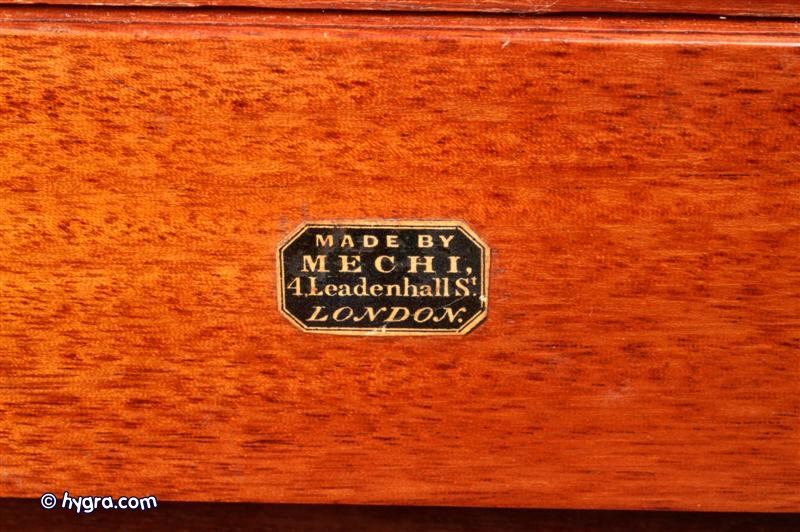 MADE BY
MECHI,
4, Leadenhall St.
LONDON.
© hygra.com